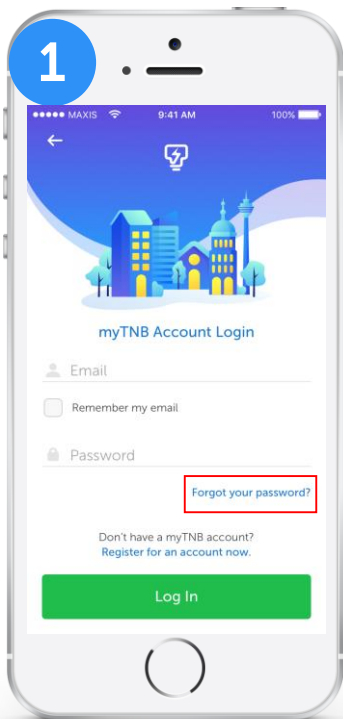 1
MAXIS 9:41 AM 100%
myTNB Account Login
Email
Remember my email
Password
Forgot your password?
Don't have a myTNB account?
Register for an account now.
Log In